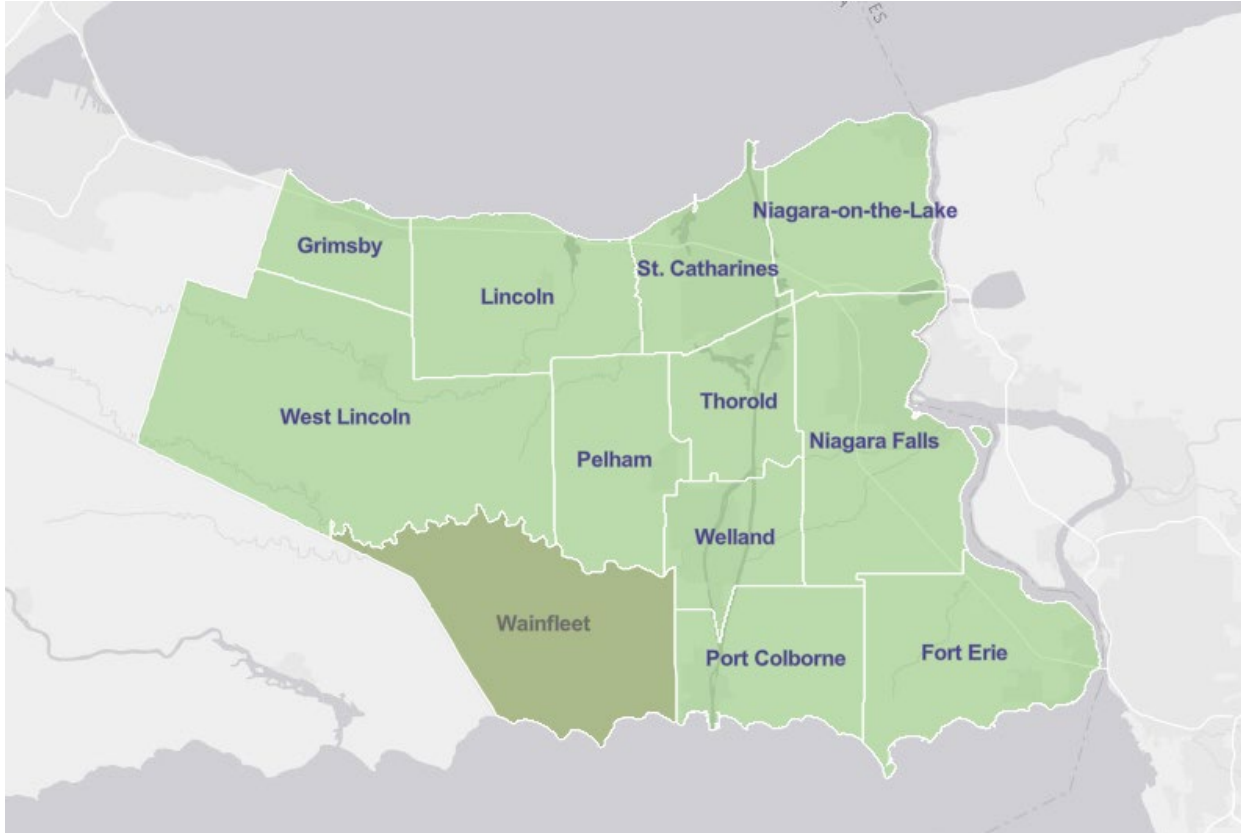 ES
Niagara-on-the-Lake
Grimsby
St. Catharines
Lincoln
Thorold
West Lincoln
Niagara Falls
Pelham
Welland
Wainfleet
Fort Erie
Port Colborne